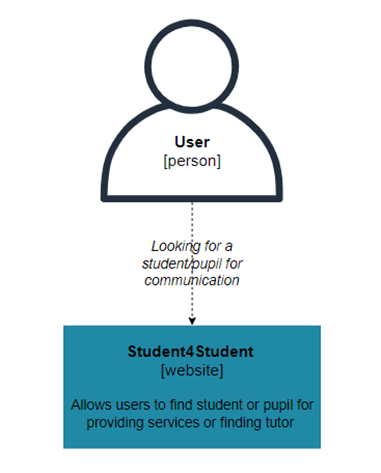 User
[person]
Looking for a
student/pupil for
communication
Student4Student
[website]
Allows users to find student or pupil for
providing services or finding tutor